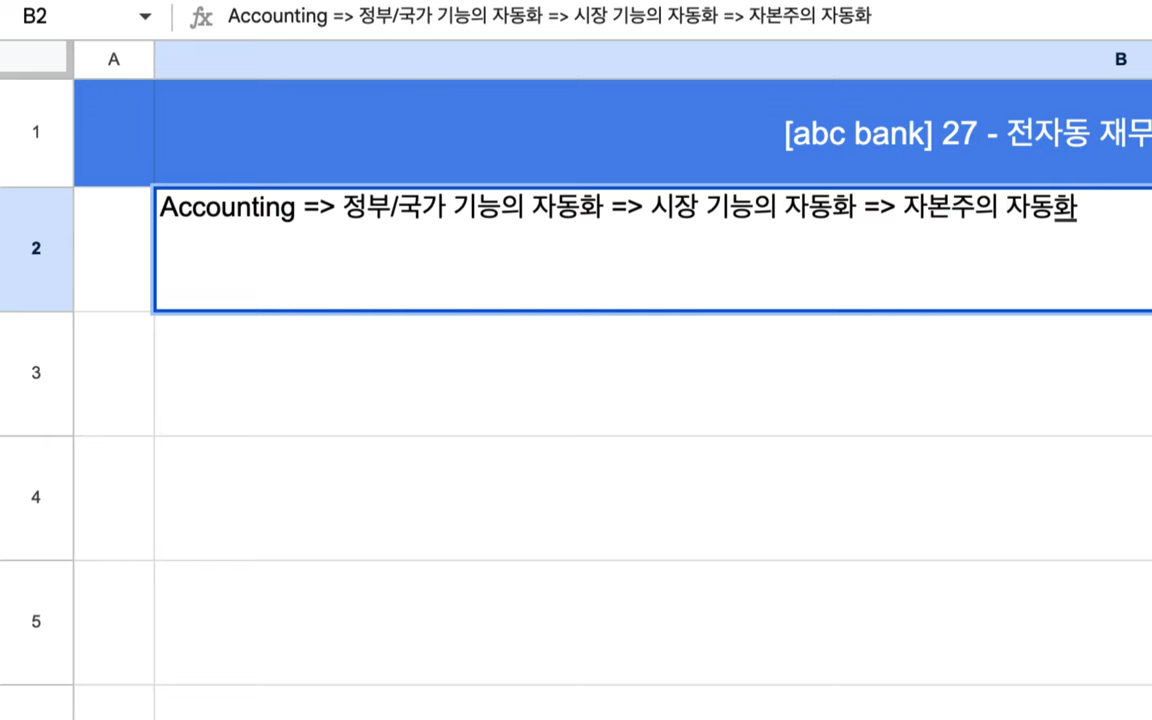 B2
fx Accounting => 정부/국가 기능의 자동화 => 시장 기능의 자동화 => 자본주의 자동화
A
B
1
[abc bank] 27 - 전자동 재무
2
Accounting => 정부/국가 기능의 자동화 => 시장 기능의 자동화 => 자본주의 자동화
3
4
5